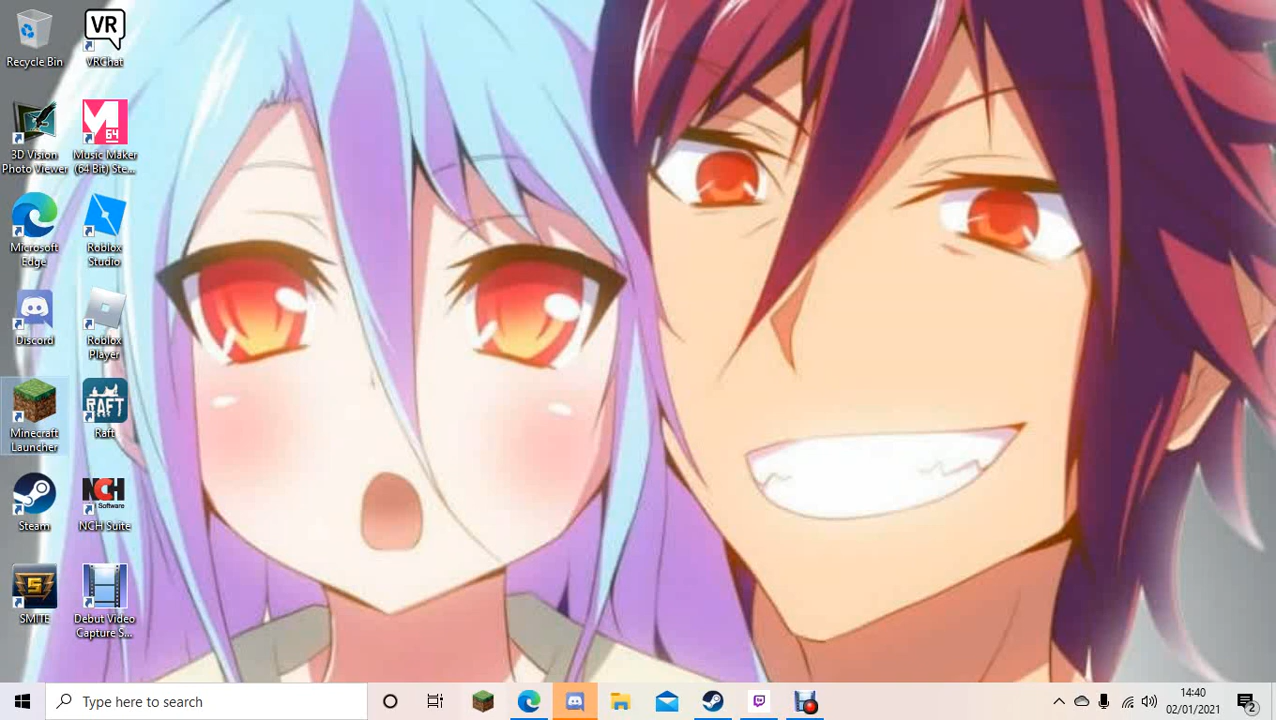 Recycle Bin
VR
VRChat
3D Vision
Photo Viewer
M
64
Music Maker
(64 Bit) Ste...
Microsoft
Edge
Roblox
Studio
Discord
Roblox
Player
Minecraft
Launcher
RAFT
Raft
Steam
NCH
Software
NCH Suite
S
SMITE
Debut Video
Capture S...
Type here to search
14:40
02/01/2021
2